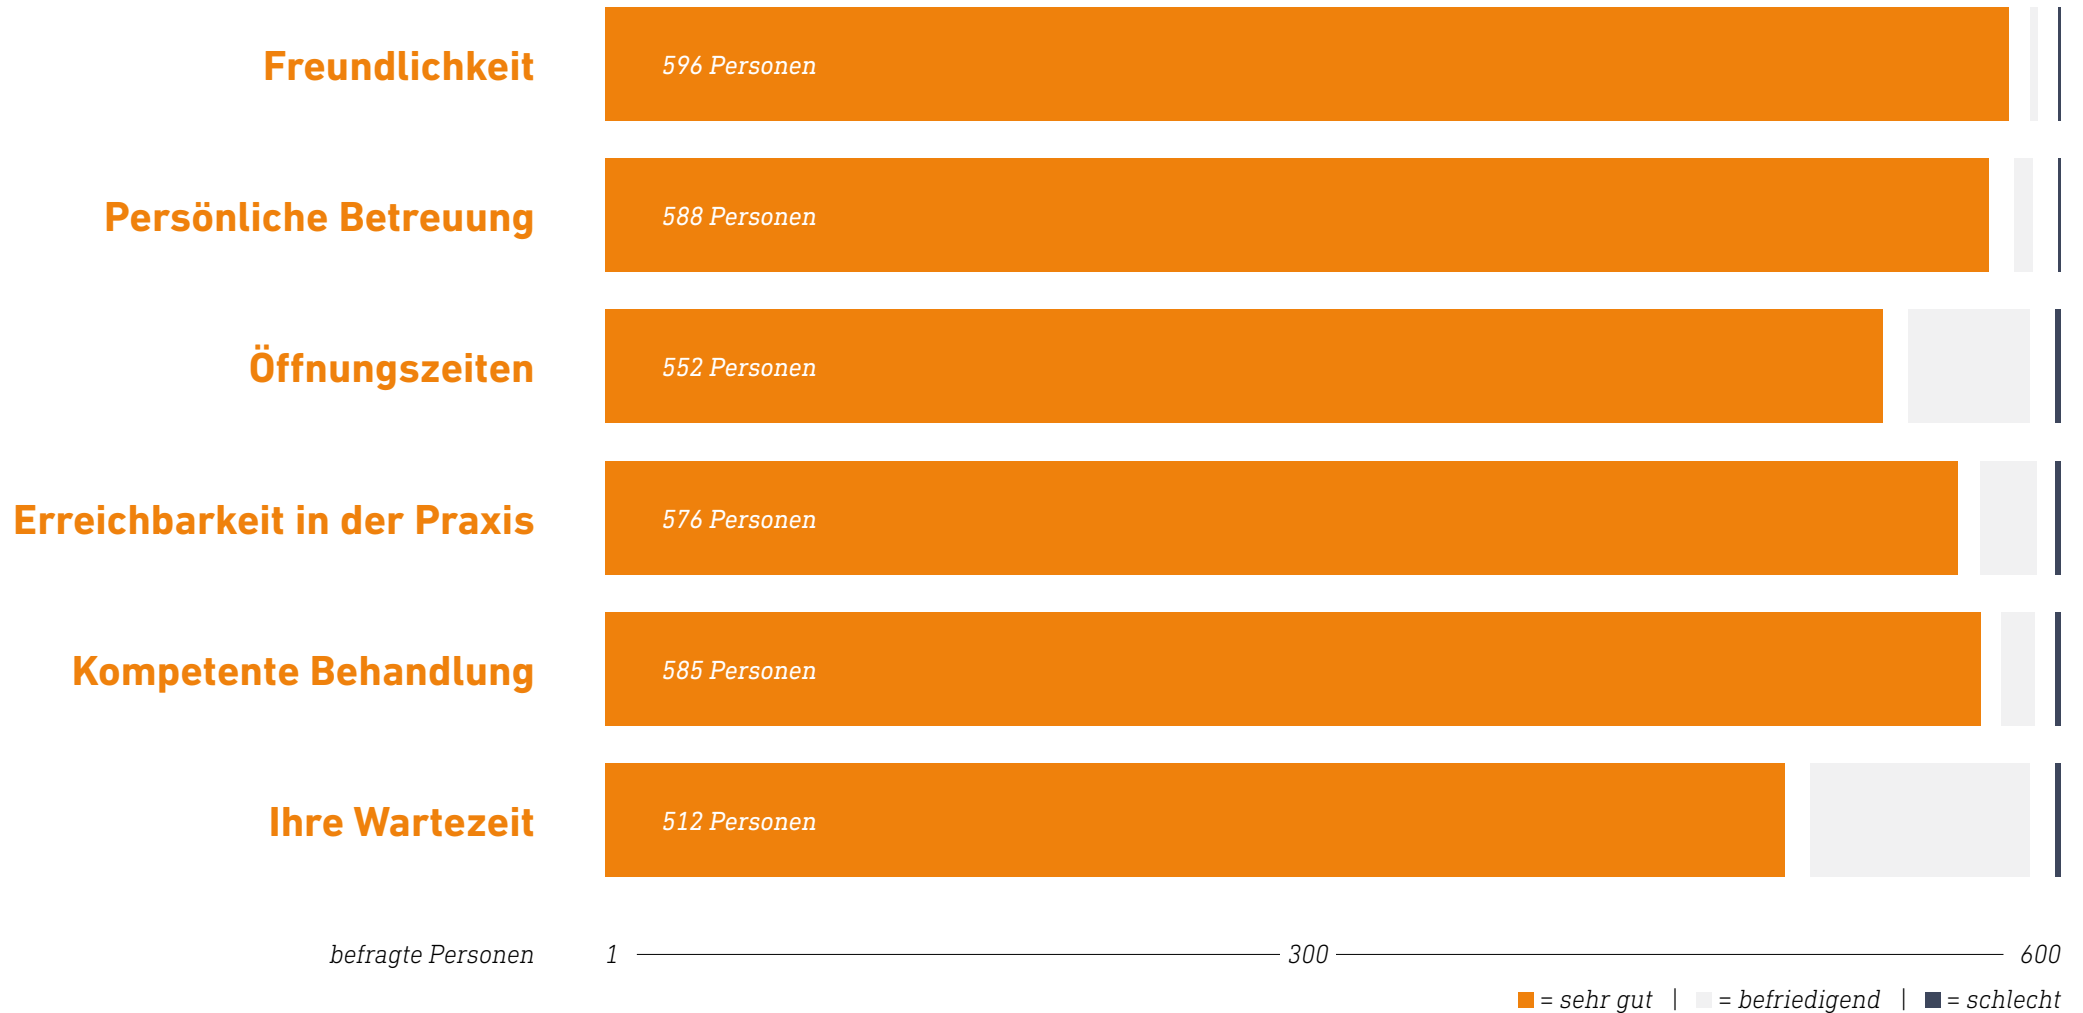 Freundlichkeit
596 Personen
Persönliche Betreuung
588 Personen
Öffnungszeiten
552 Personen
Erreichbarkeit in der Praxis
576 Personen
Kompetente Behandlung
585 Personen
Ihre Wartezeit
512 Personen
befragte Personen 1 300 600
= sehr gut | = befriedigend | = schlecht